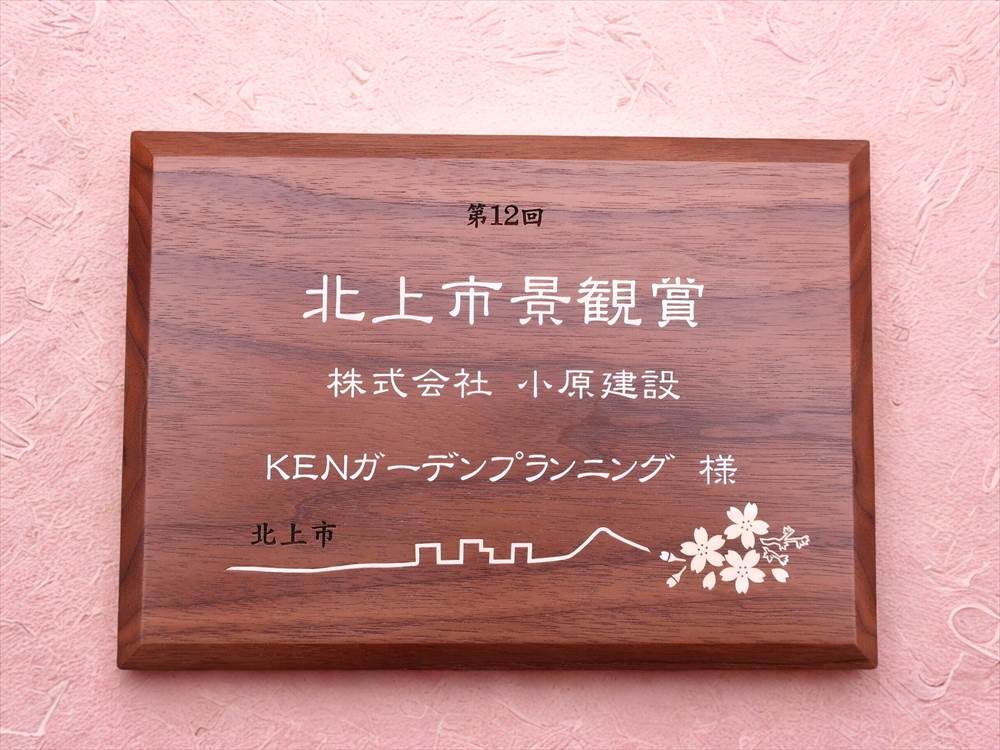 第12回
北上市景観賞
株式会社 小原建設
KENガーデンプランニング 様
北上市